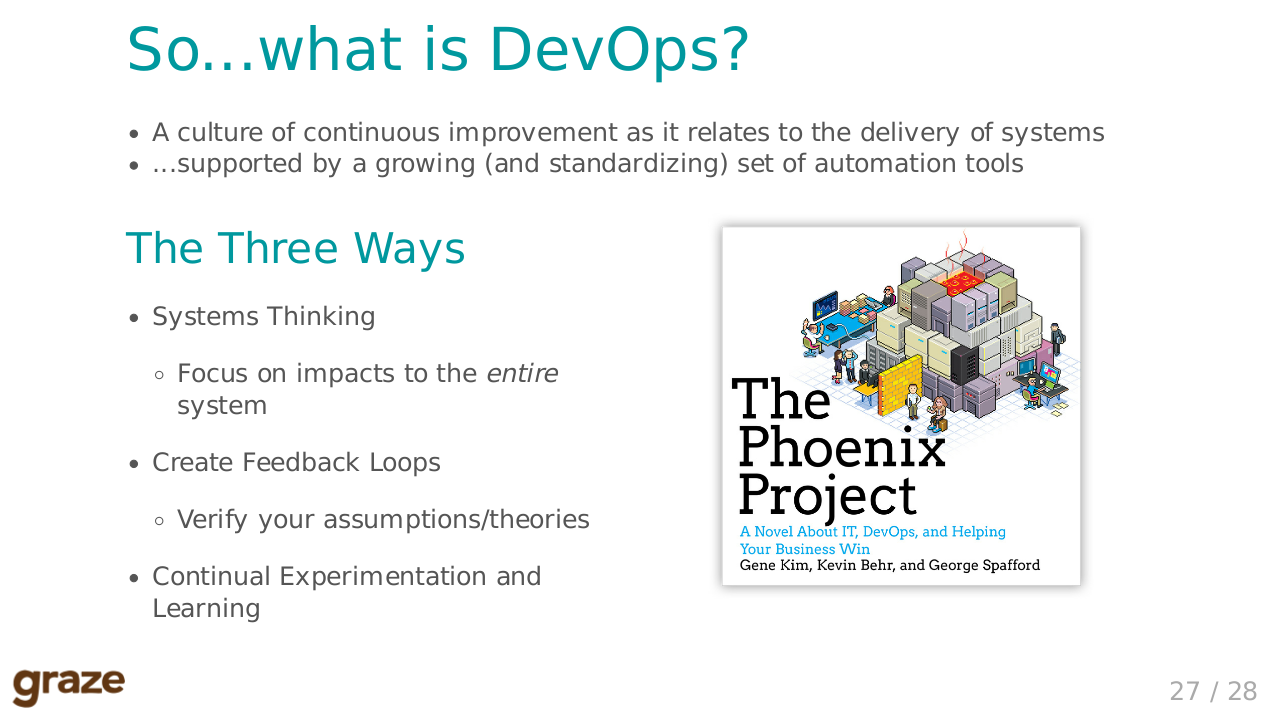 So...what is DevOps?
• A culture of continuous improvement as it relates to the delivery of systems
• ...supported by a growing (and standardizing) set of automation tools
The Three Ways
• Systems Thinking
◦ Focus on impacts to the entire
system
• Create Feedback Loops
◦ Verify your assumptions/theories
• Continual Experimentation and
Learning
The
Phoenix
Project
A Novel About IT, DevOps, and Helping
Your Business Win
Gene Kim, Kevin Behr, and George Spafford
graze
27 / 28